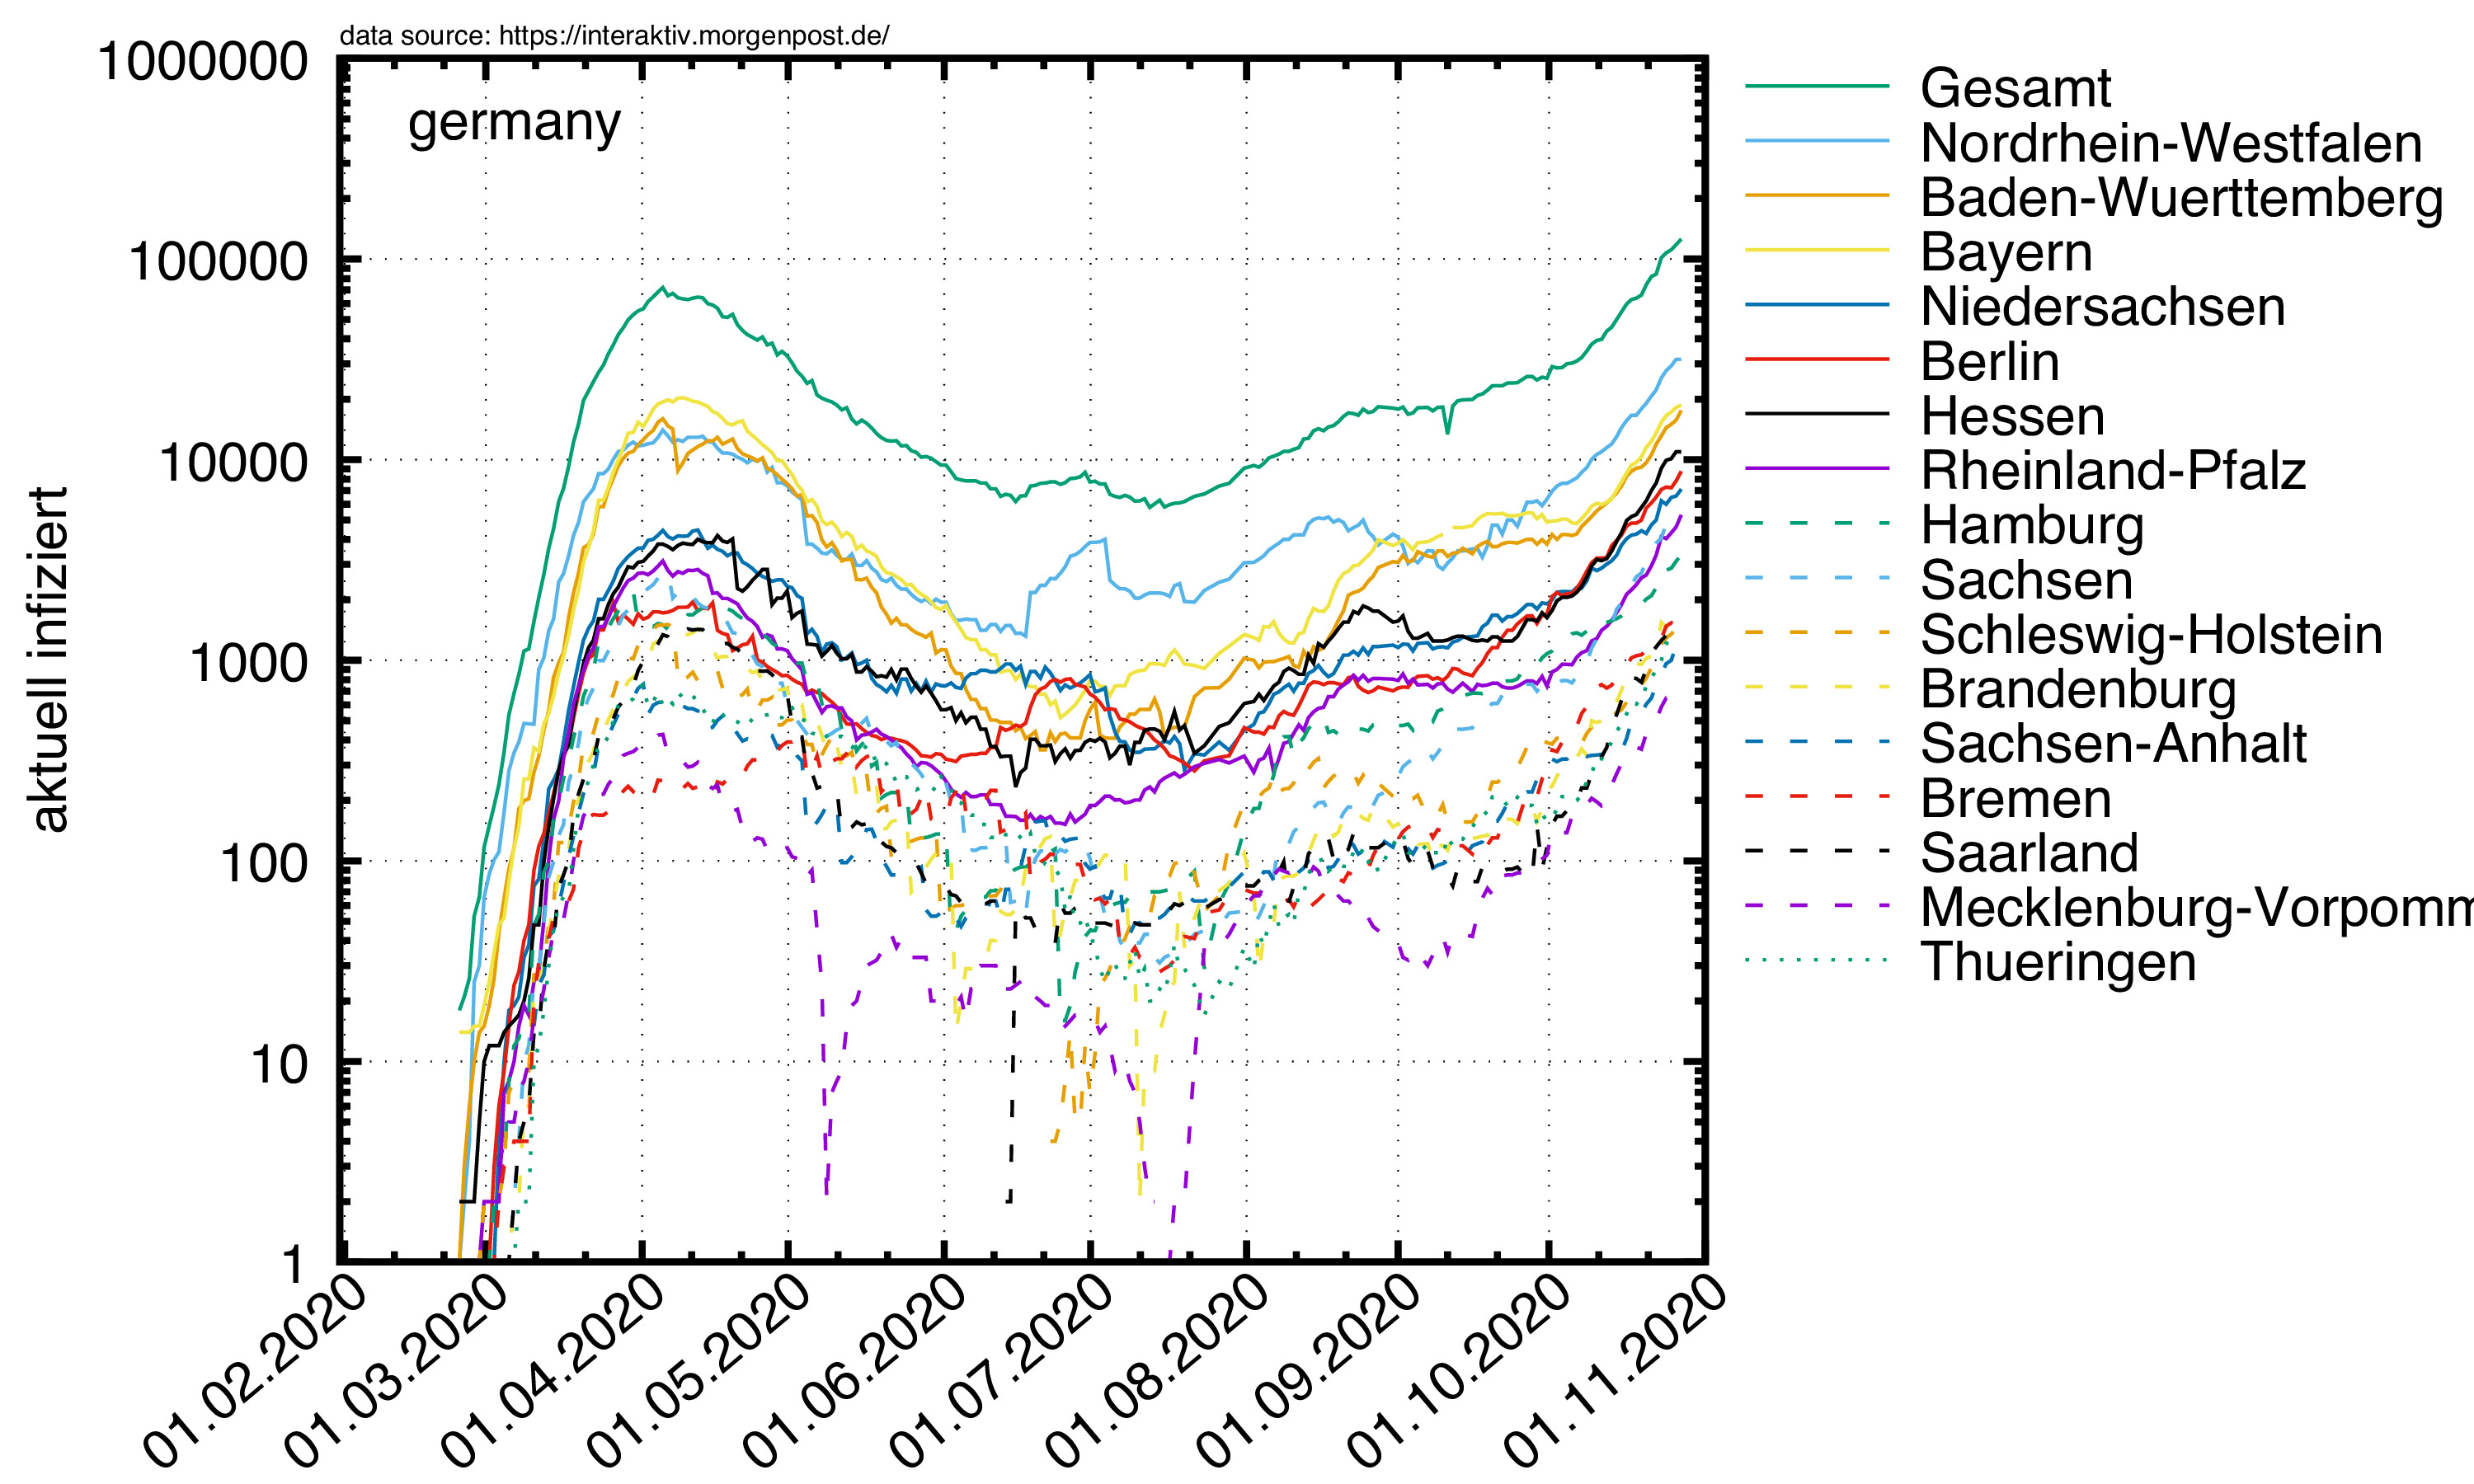 data source: https://interaktiv.morgenpost.de/
germany
aktuell infiziert
1000000
100000
10000
1000
100
10
1
01.02.2020
01.03.2020
01.04.2020
01.05.2020
01.06.2020
01.07.2020
01.08.2020
01.09.2020
01.10.2020
01.11.2020
Gesamt
Nordrhein-Westfalen
Baden-Wuerttemberg
Bayern
Niedersachsen
Berlin
Hessen
Rheinland-Pfalz
Hamburg
Sachsen
Schleswig-Holstein
Brandenburg
Sachsen-Anhalt
Bremen
Saarland
Mecklenburg-Vorpomm
Thueringen